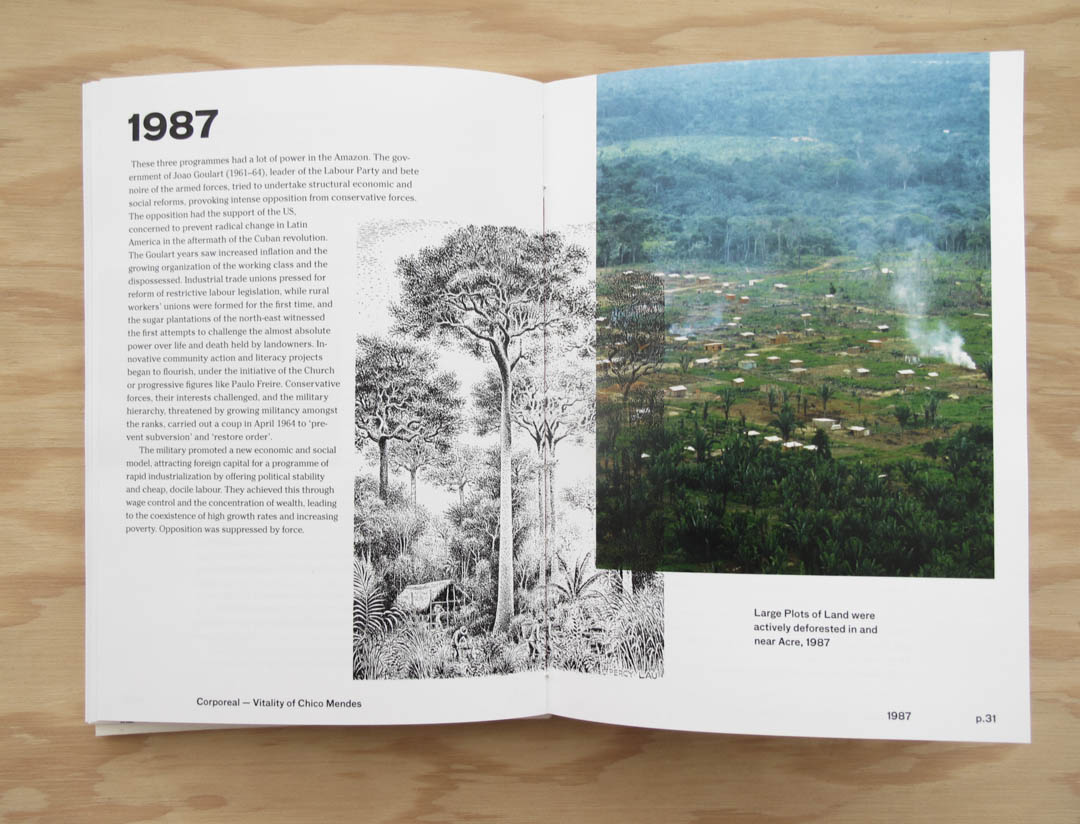 1987
These three programmes had a lot of power in the Amazon. The gov-
ernment of Joao Goulart (1961–64), leader of the Labour Party and bete
noire of the armed forces, tried to undertake structural economic and
social reforms, provoking intense opposition from conservative forces.
The opposition had the support of the US,
concerned to prevent radical change in Latin
America in the aftermath of the Cuban revolution.
The Goulart years saw increased inflation and the
growing organization of the working class and the
dispossessed. Industrial trade unions pressed for
reform of restrictive labour legislation, while rural
workers' unions were formed for the first time, and
the sugar plantations of the north-east witnessed
the first attempts to challenge the almost absolute
power over life and death held by landowners. In-
novative community action and literacy projects
began to flourish, under the initiative of the Church
or progressive figures like Paulo Freire. Conservative
forces, their interests challenged, and the military
hierarchy, threatened by growing militancy amongst
the ranks, carried out a coup in April 1964 to ‘pre-
vent subversion’ and ‘restore order’.
The military promoted a new economic and social
model, attracting foreign capital for a programme of
rapid industrialization by offering political stability
and cheap, docile labour. They achieved this through
wage control and the concentration of wealth, leading
to the coexistence of high growth rates and increasing
poverty. Opposition was suppressed by force.
PERCY LAU
Corporeal — Vitality of Chico Mendes
Large Plots of Land were
actively deforested in and
near Acre, 1987
1987
p.31